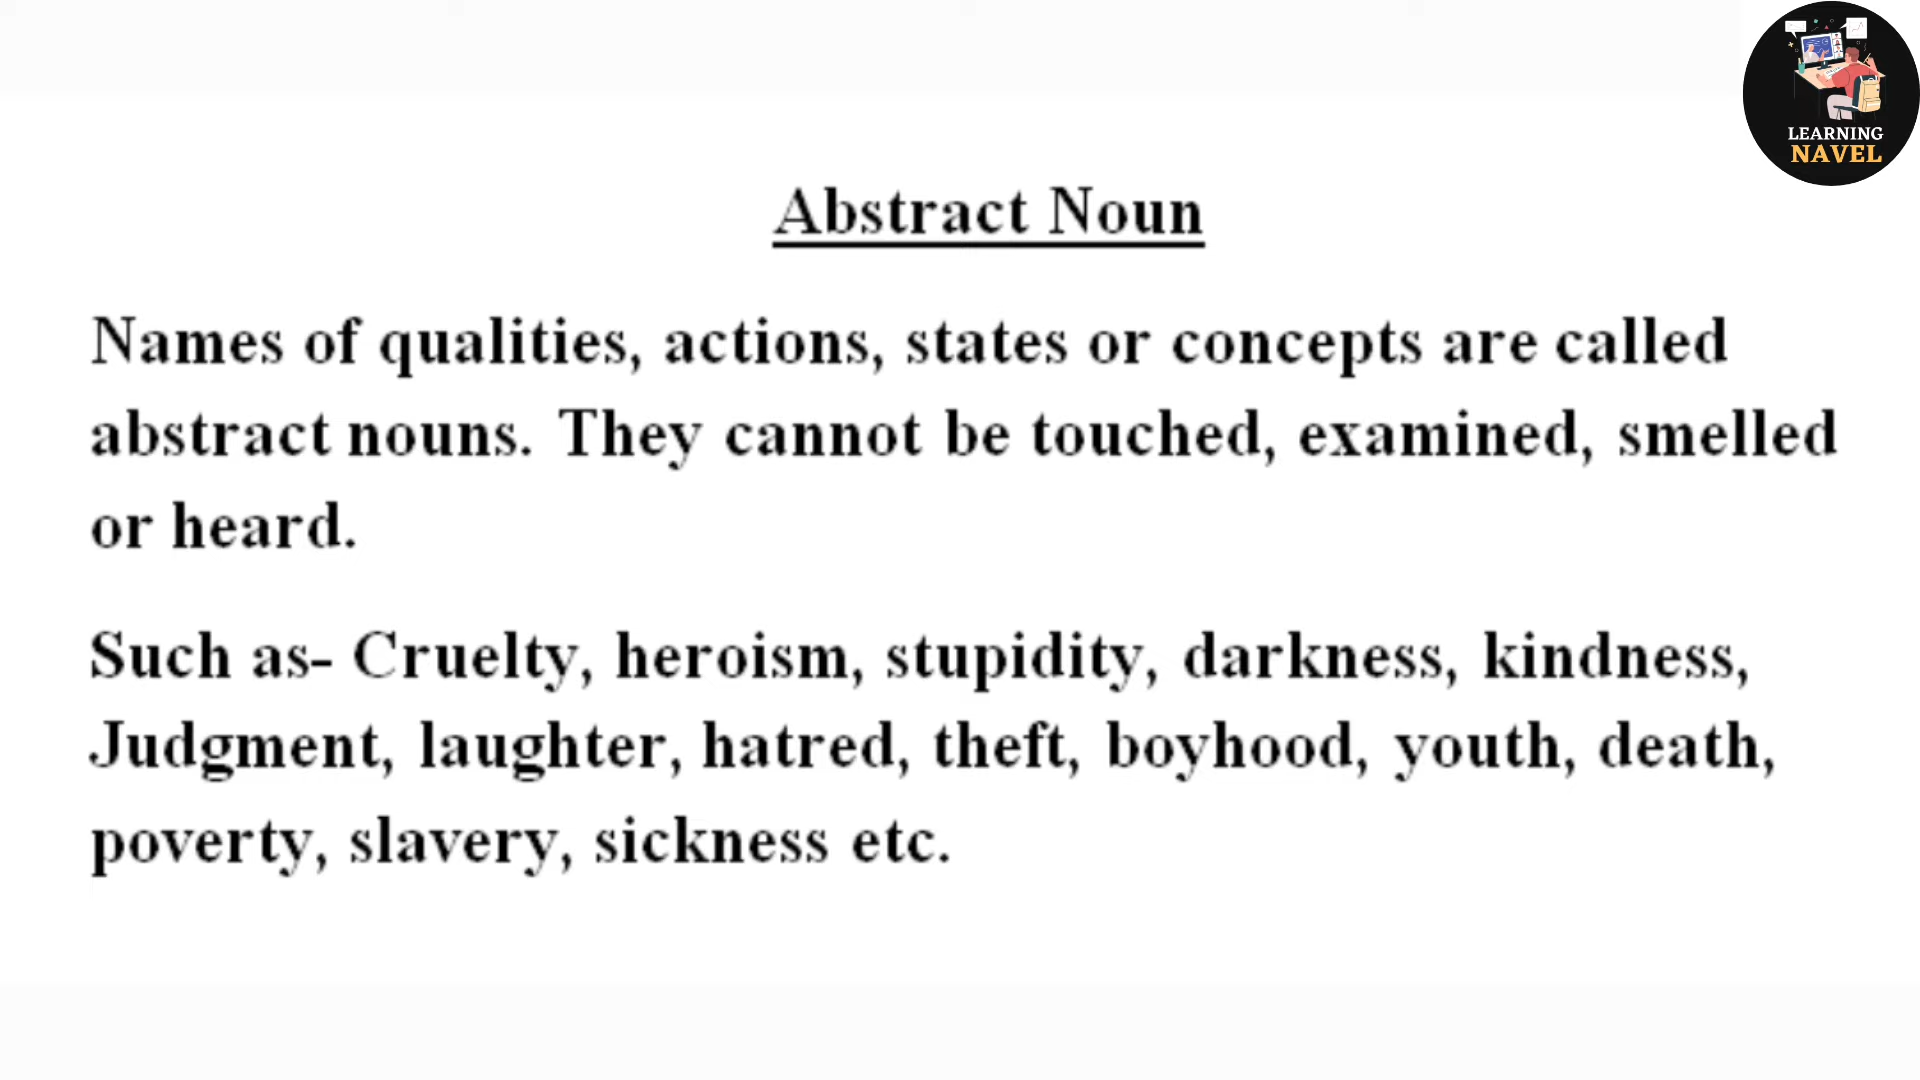 LEARNING
NAVEL
Abstract Noun
Names of qualities, actions, states or concepts are called
abstract nouns. They cannot be touched, examined, smelled
or heard.
Such as- Cruelty, heroism, stupidity, darkness, kindness,
Judgment, laughter, hatred, theft, boyhood, youth, death,
poverty, slavery, sickness etc.